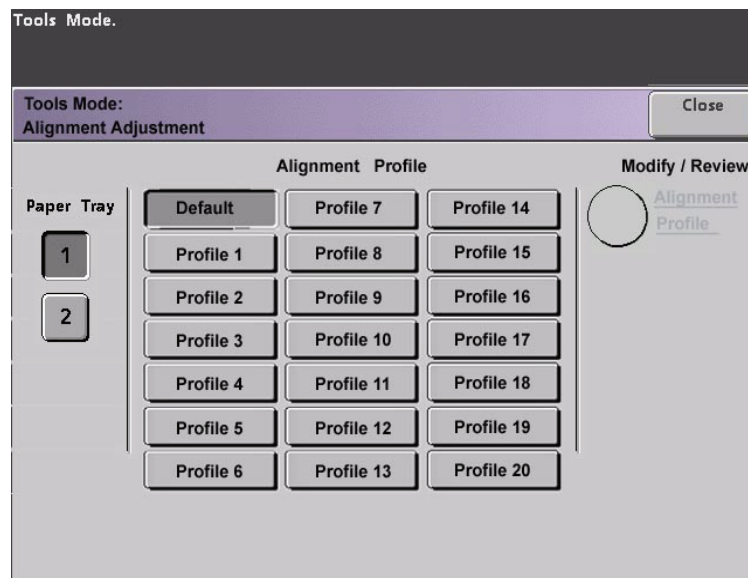 Tools Mode.
Tools Mode:
Close
Alignment Adjustment
Alignment Profile
Modify / Review
Paper Tray
1
2
Default
Profile 1
Profile 2
Profile 3
Profile 4
Profile 5
Profile 6
Profile 7
Profile 8
Profile 9
Profile 10
Profile 11
Profile 12
Profile 13
Profile 14
Profile 15
Profile 16
Profile 17
Profile 18
Profile 19
Profile 20
Alignment
Profile